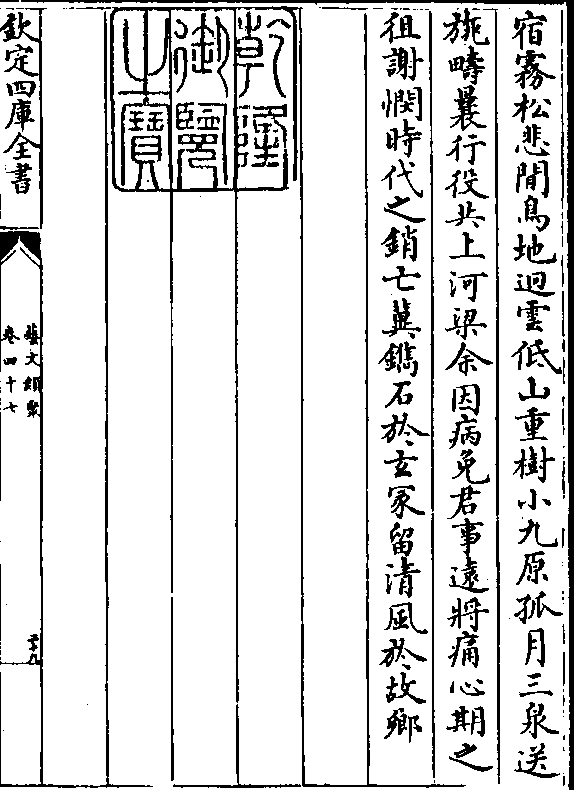 宿霧松悲閒鳥地迥雲低山重樹小九原孤月三泉送
旐疇曩行役共上河梁余因病免君事遠將痛心期之
徂謝憫時代之銷亡冀鐫石於玄冢留清風於故鄉
乾隆
御覽
之寶
欽定四庫全書
藝文類聚
卷四十七